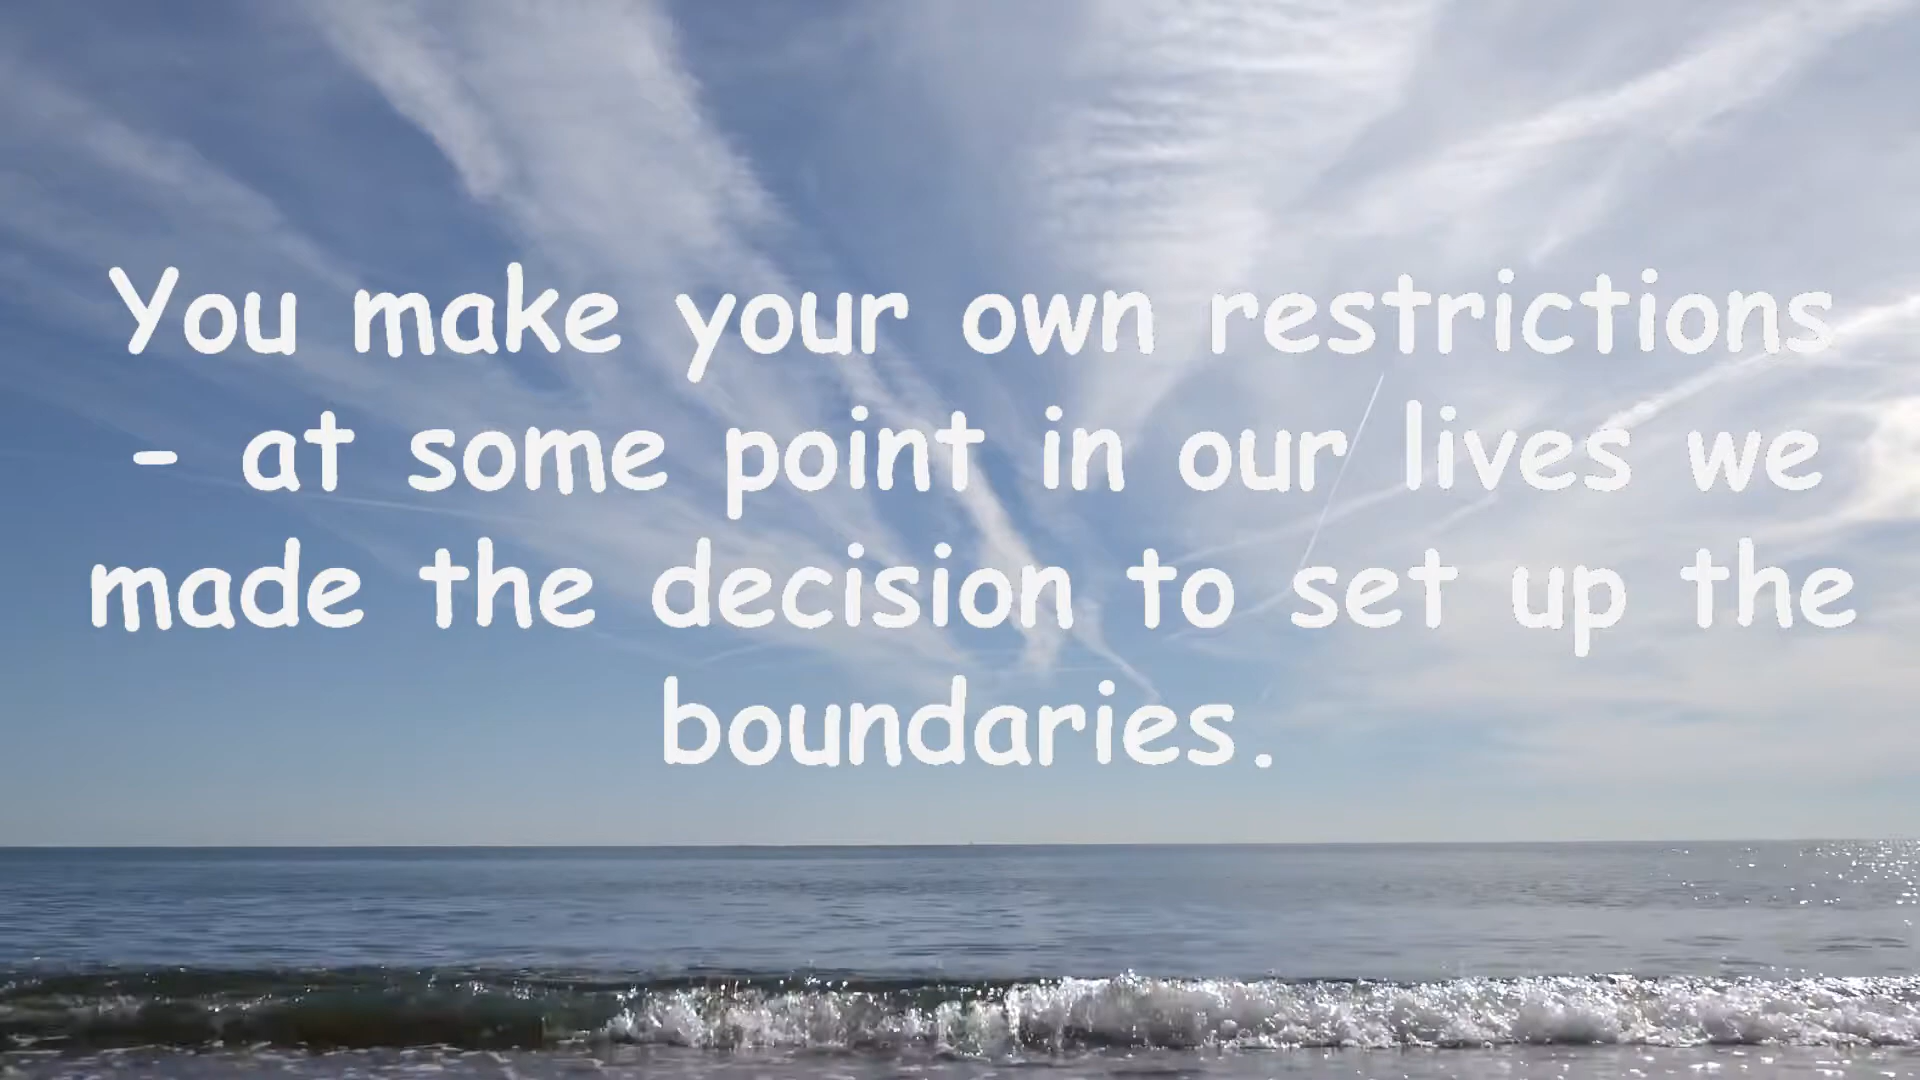 You make your own restrictions
- at some point in our lives we
made the decision to set up the
boundaries.